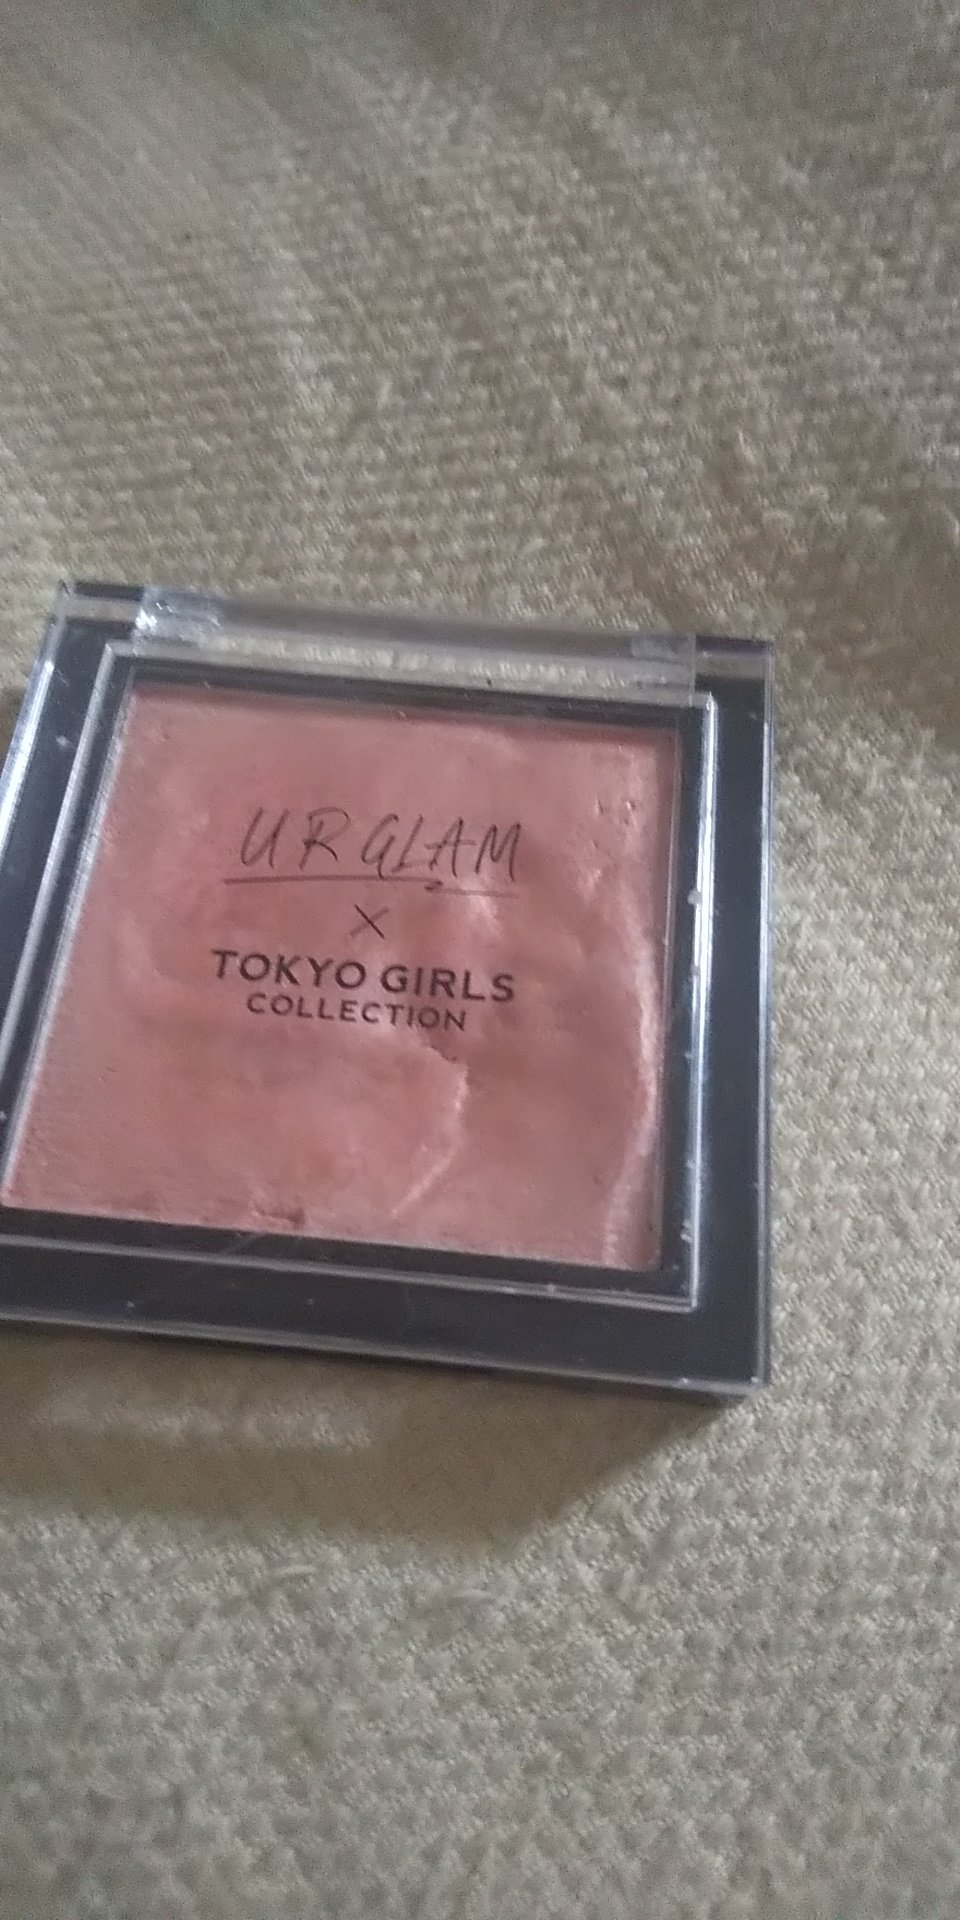 UR GLAM
×
TOKYO GIRLS
COLLECTION